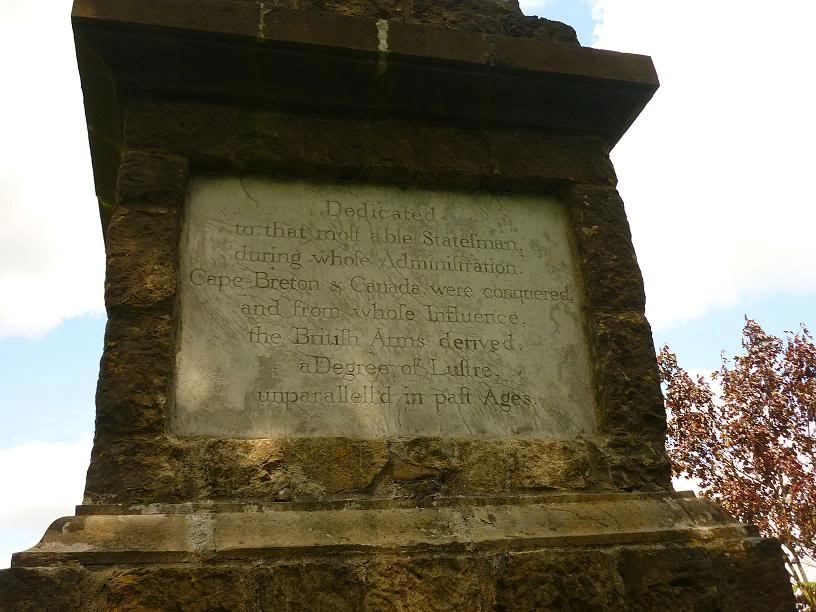 Dedicated
to that moſt able Stateſman,
during whoſe Adminiſtration
Cape-Breton & Canada were conquered,
and from whoſe Influence,
the Britiſh Arms derived,
a Degree of Luſtre,
unparallell'd in paſt Ages.